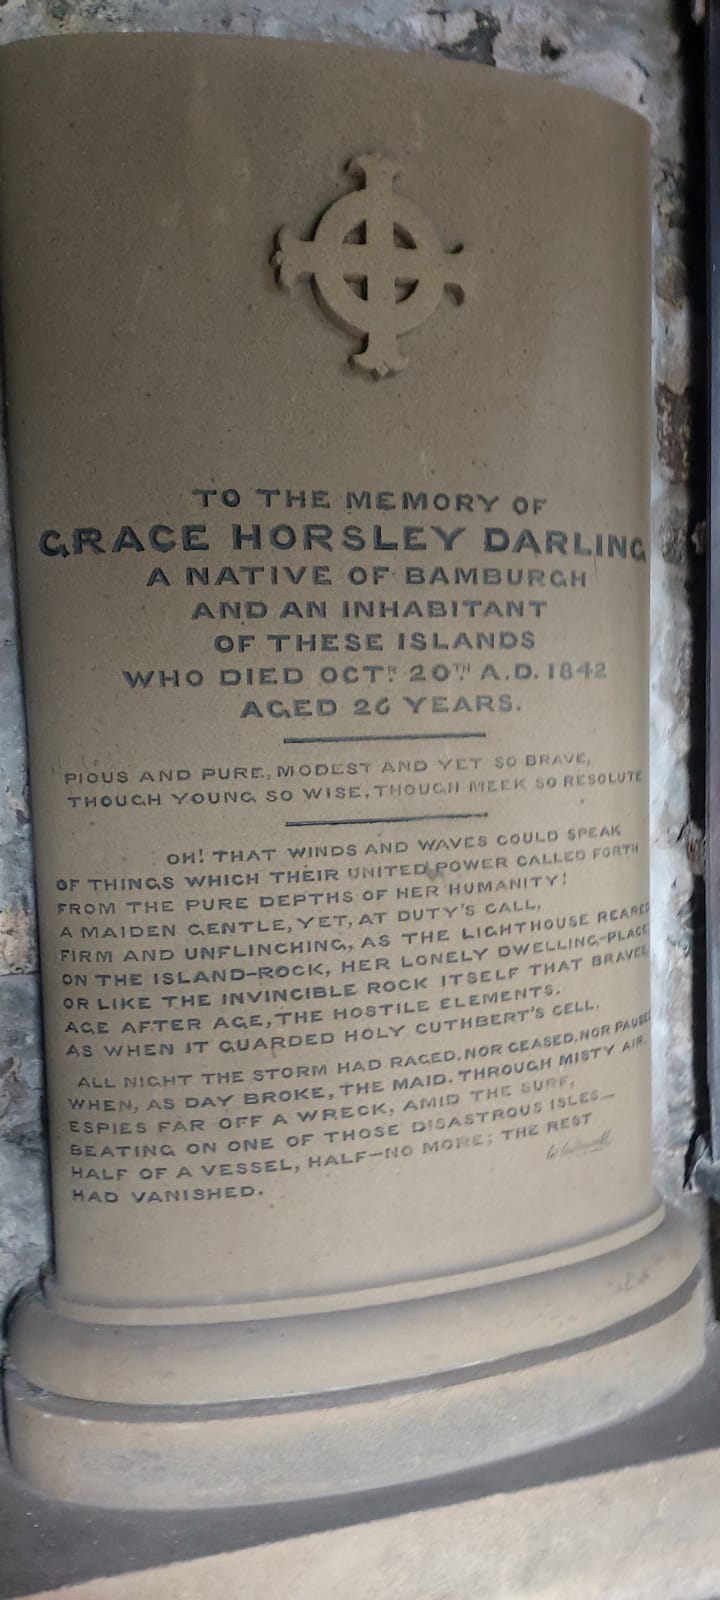 TO THE MEMORY OF
GRACE HORSLEY DARLING
A NATIVE OF BAMBURGH
AND AN INHABITANT
OF THESE ISLANDS
WHO DIED OCTR. 20TH A.D. 1842
AGED 26 YEARS.
PIOUS AND PURE, MODEST AND YET SO BRAVE,
THOUGH YOUNG SO WISE, THOUGH MEEK SO RESOLUTE
OH! THAT WINDS AND WAVES COULD SPEAK
OF THINGS WHICH THEIR UNITED POWER CALLED FORTH
FROM THE PURE DEPTHS OF HER HUMANITY!
A MAIDEN GENTLE, YET, AT DUTY'S CALL,
FIRM AND UNFLINCHING, AS THE LIGHTHOUSE REARED
ON THE ISLAND-ROCK, HER LONELY DWELLING-PLACE
OR LIKE THE INVINCIBLE ROCK ITSELF THAT BRAVES
AGE AFTER AGE, THE HOSTILE ELEMENTS.
AS WHEN IT GUARDED HOLY CUTHBERT'S CELL.
ALL NIGHT THE STORM HAD RAGED, NOR CEASED, NOR PAUSED
WHEN, AS DAY BROKE, THE MAID, THROUGH MISTY AIR,
ESPIES FAR OFF A WRECK, AMID THE SURF,
BEATING ON ONE OF THOSE DISASTROUS ISLES—
HALF OF A VESSEL, HALF—NO MORE; THE REST
HAD VANISHED.